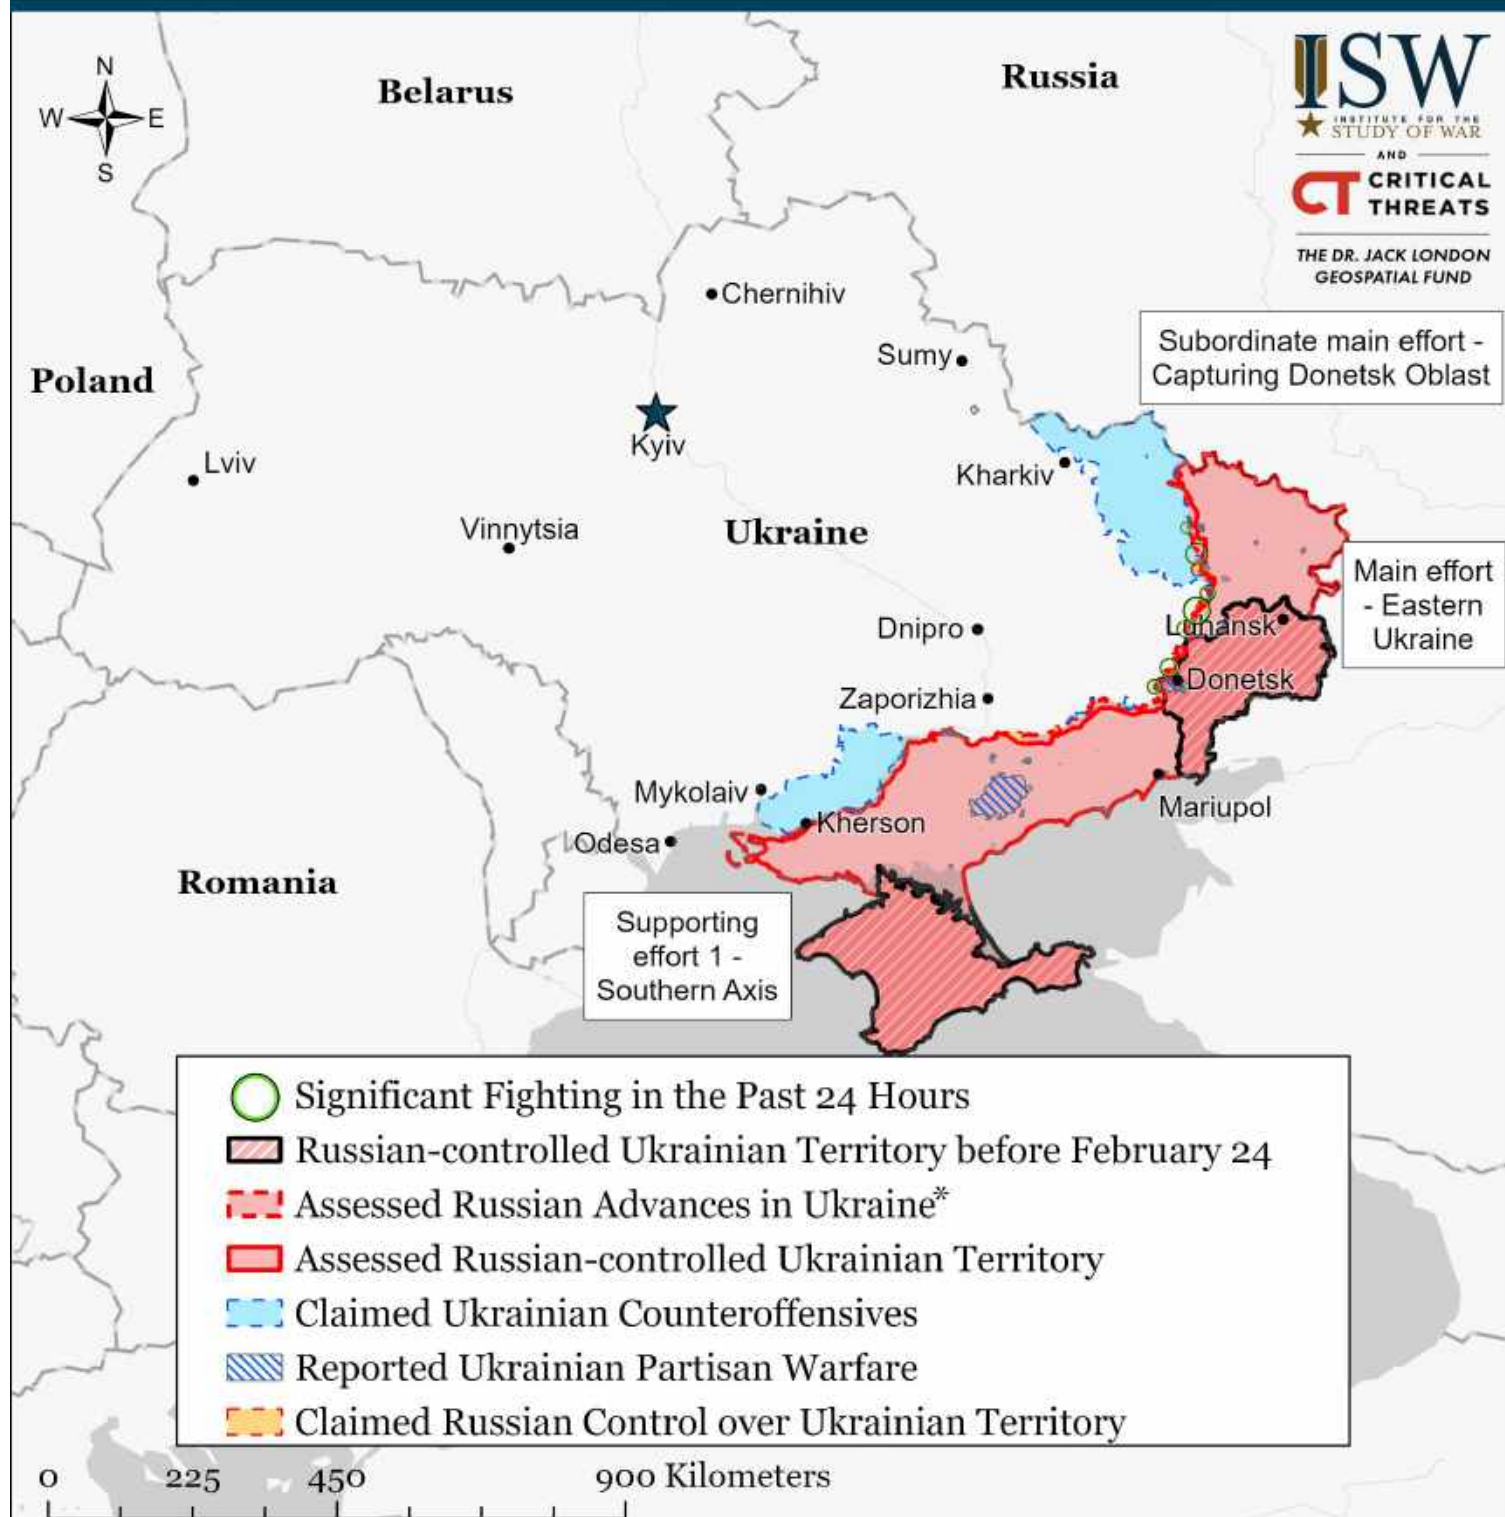 N
W E
S
Belarus
Russia
ISW
INSTITUTE FOR THE
STUDY OF WAR
AND
CT CRITICAL
THREATS
THE DR. JACK LONDON
GEOSPATIAL FUND
Chernihiv
Subordinate main effort -
Capturing Donetsk Oblast
Sumy
Poland
Kyiv
Lviv
Kharkiv
Vinnytsia
Ukraine
Main effort
- Eastern
Ukraine
Dnipro
Luhansk
Donetsk
Zaporizhia
Mykolaiv
Mariupol
Kherson
Odesa
Romania
Supporting
effort 1 -
Southern Axis
Significant Fighting in the Past 24 Hours
Russian-controlled Ukrainian Territory before February 24
Assessed Russian Advances in Ukraine*
Assessed Russian-controlled Ukrainian Territory
Claimed Ukrainian Counteroffensives
Reported Ukrainian Partisan Warfare
Claimed Russian Control over Ukrainian Territory
0 225 450 900 Kilometers